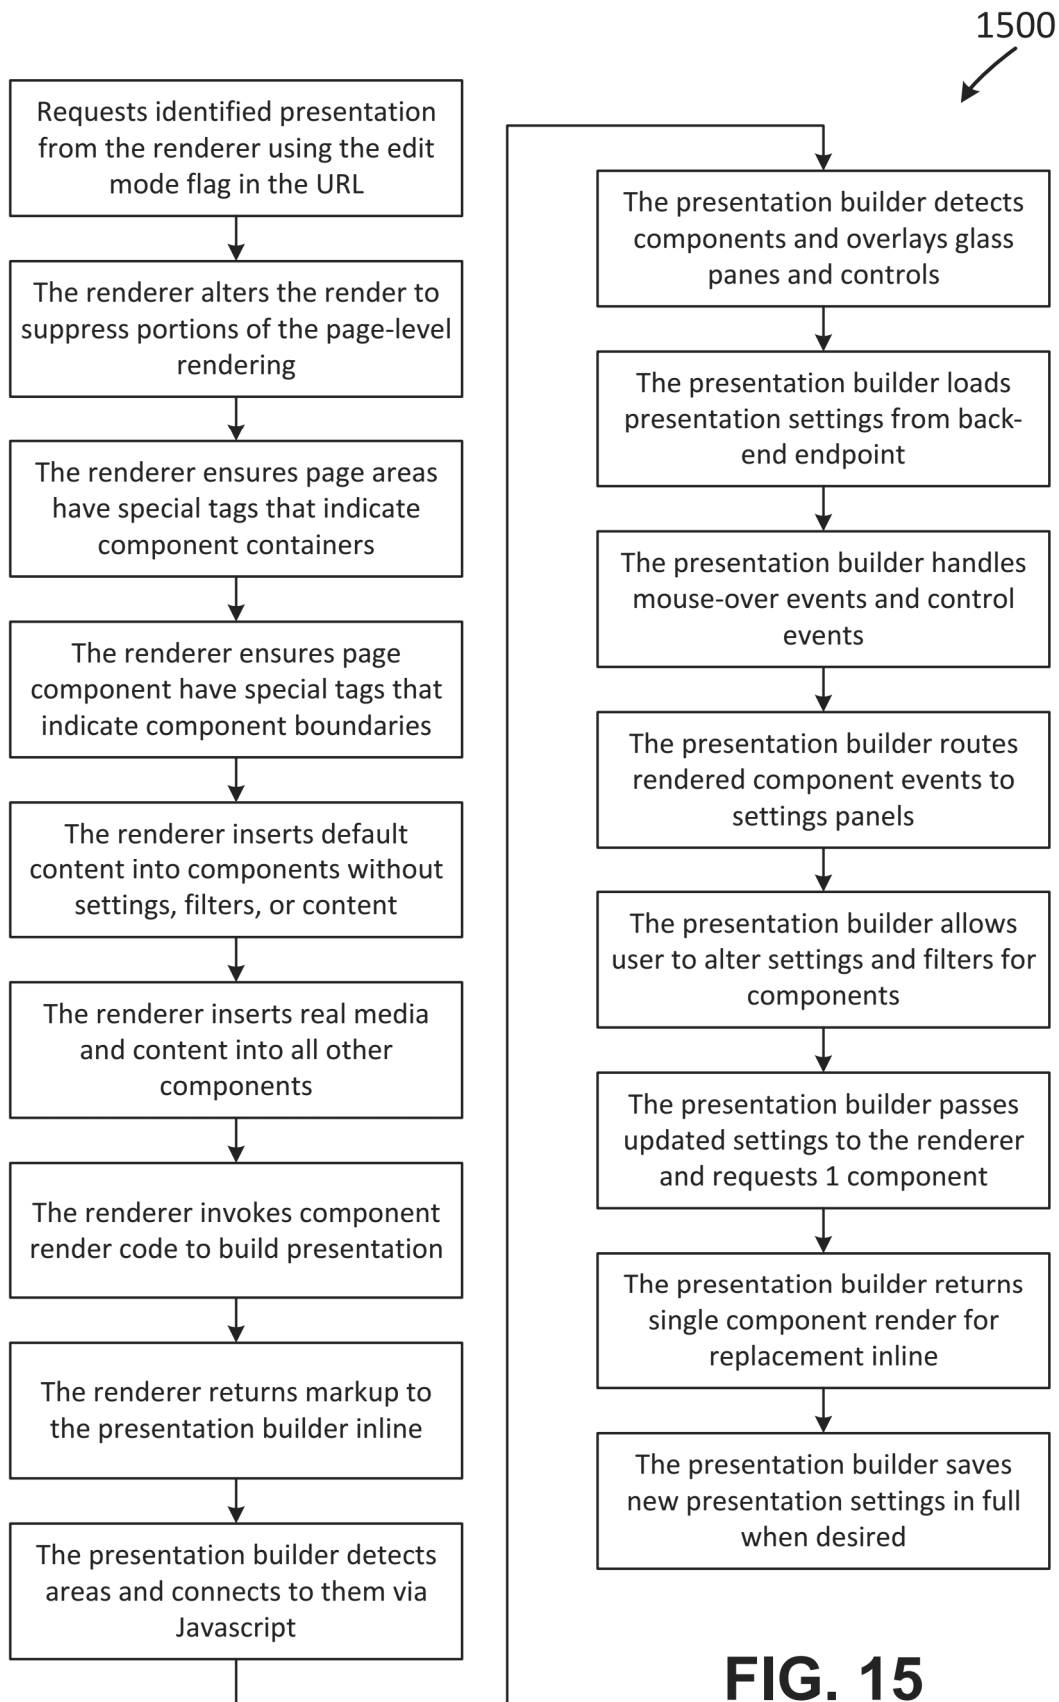 1500
Requests identified presentation
from the renderer using the edit
mode flag in the URL
The renderer alters the render to
suppress portions of the page-level
rendering
The renderer ensures page areas
have special tags that indicate
component containers
The renderer ensures page
component have special tags that
indicate component boundaries
The renderer inserts default
content into components without
settings, filters, or content
The renderer inserts real media
and content into all other
components
The renderer invokes component
render code to build presentation
The renderer returns markup to
the presentation builder inline
The presentation builder detects
areas and connects to them via
Javascript
The presentation builder detects
components and overlays glass
panes and controls
The presentation builder loads
presentation settings from back-
end endpoint
The presentation builder handles
mouse-over events and control
events
The presentation builder routes
rendered component events to
settings panels
The presentation builder allows
user to alter settings and filters for
components
The presentation builder passes
updated settings to the renderer
and requests 1 component
The presentation builder returns
single component render for
replacement inline
The presentation builder saves
new presentation settings in full
when desired
FIG. 15